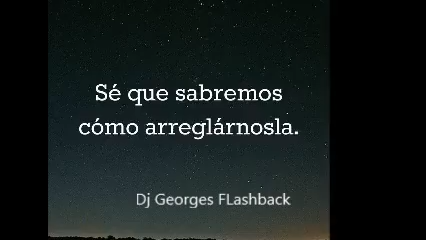 Sé que sabremos
cómo arreglárnosla.
Dj Georges FLashback